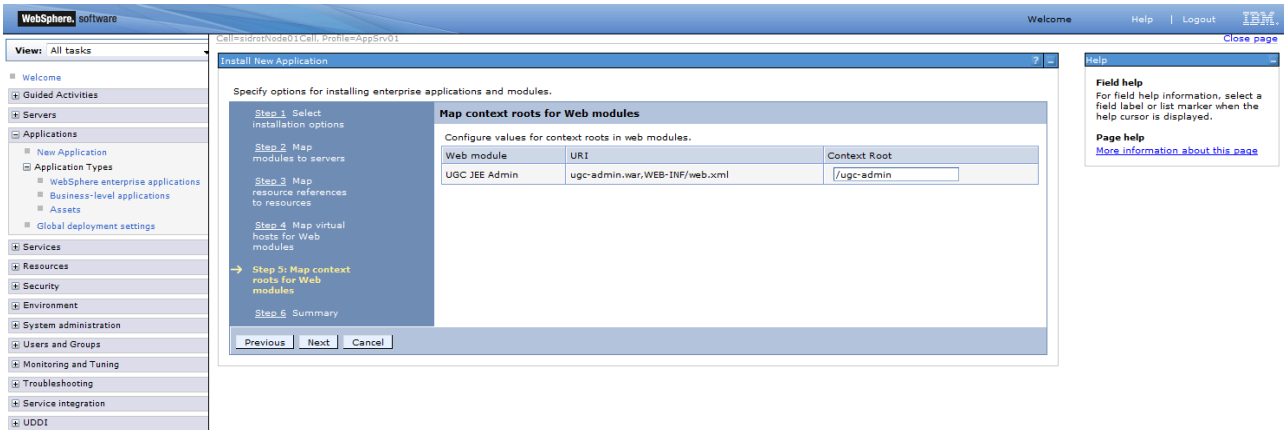 WebSphere. software
Welcome Help | Logout IBM.
Cell=sidrotNode01Cell, Profile=AppSrv01
Close page
View: All tasks
Welcome
Guided Activities
Servers
Applications
New Application
Application Types
WebSphere enterprise applications
Business-level applications
Assets
Global deployment settings
Services
Resources
Security
Environment
System administration
Users and Groups
Monitoring and Tuning
Troubleshooting
Service integration
UDDI
Install New Application ? -
Specify options for installing enterprise applications and modules.
Step 1 Select
installation options
Step 2 Map
modules to servers
Step 3 Map
resource references
to resources
Step 4 Map virtual
hosts for Web
modules
Step 5: Map context
roots for Web
modules
Step 6 Summary
Map context roots for Web modules
Configure values for context roots in web modules.
Web module URI Context Root
UGC JEE Admin ugc-admin.war,WEB-INF/web.xml /ugc-admin
Previous Next Cancel
Help -
Field help
For field help information, select a
field label or list marker when the
help cursor is displayed.
Page help
More information about this page